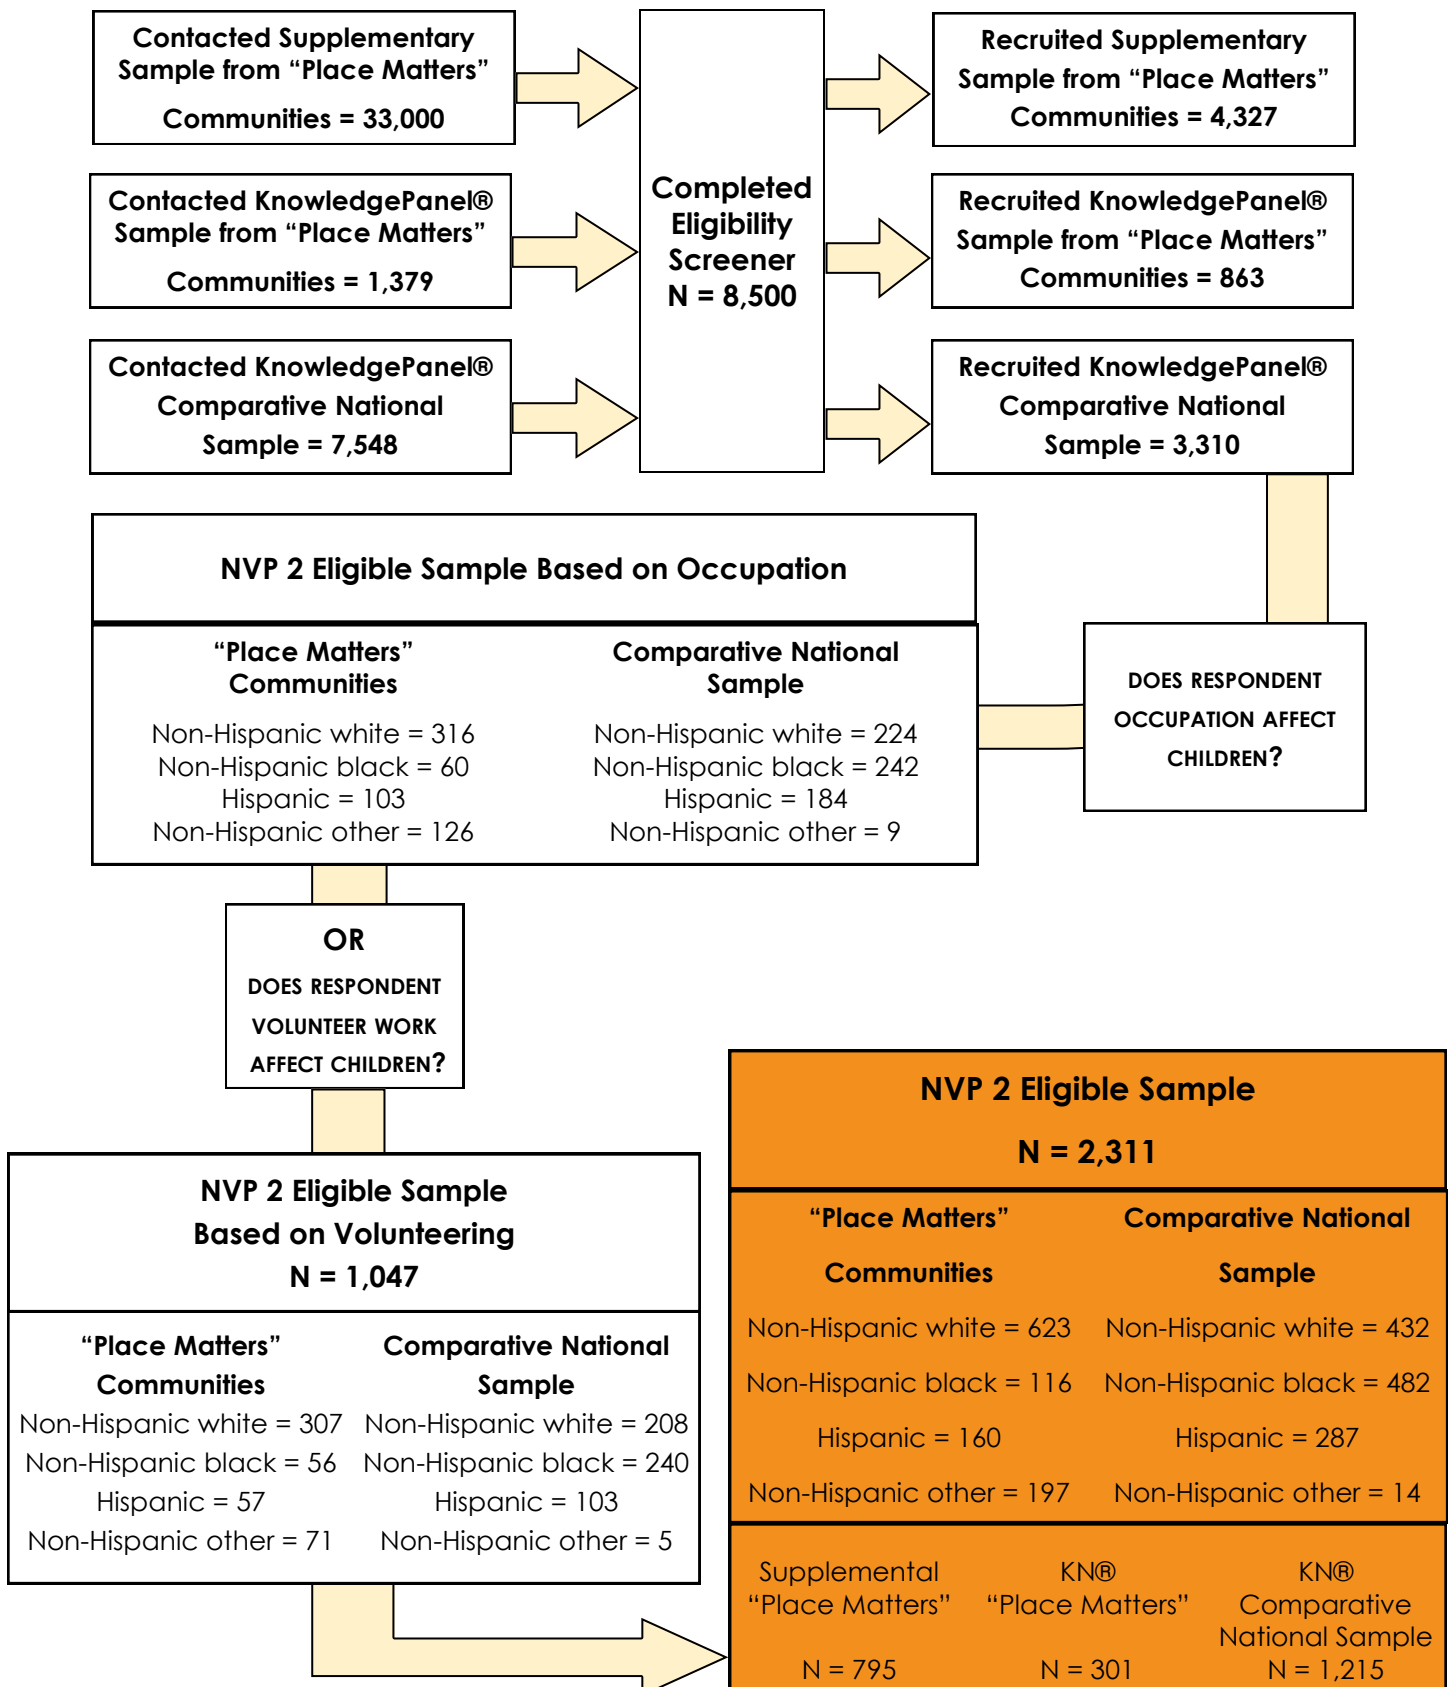 Contacted Supplementary
Sample from “Place Matters”
Communities = 33,000
Recruited Supplementary
Sample from “Place Matters”
Communities = 4,327
Completed
Eligibility
Screener
N = 8,500
Contacted KnowledgePanel®
Sample from “Place Matters”
Communities = 1,379
Recruited KnowledgePanel®
Sample from “Place Matters”
Communities = 863
Contacted KnowledgePanel®
Comparative National
Sample = 7,548
Recruited KnowledgePanel®
Comparative National
Sample = 3,310
NVP 2 Eligible Sample Based on Occupation
“Place Matters”
Communities
Non-Hispanic white = 316
Non-Hispanic black = 60
Hispanic = 103
Non-Hispanic other = 126
Comparative National
Sample
Non-Hispanic white = 224
Non-Hispanic black = 242
Hispanic = 184
Non-Hispanic other = 9
DOES RESPONDENT
OCCUPATION AFFECT
CHILDREN?
OR
DOES RESPONDENT
VOLUNTEER WORK
AFFECT CHILDREN?
NVP 2 Eligible Sample
Based on Volunteering
N = 1,047
“Place Matters”
Communities
Non-Hispanic white = 307
Non-Hispanic black = 56
Hispanic = 57
Non-Hispanic other = 71
Comparative National
Sample
Non-Hispanic white = 208
Non-Hispanic black = 240
Hispanic = 103
Non-Hispanic other = 5
NVP 2 Eligible Sample
N = 2,311
“Place Matters”
Communities
Non-Hispanic white = 623
Non-Hispanic black = 116
Hispanic = 160
Non-Hispanic other = 197
Comparative National
Sample
Non-Hispanic white = 432
Non-Hispanic black = 482
Hispanic = 287
Non-Hispanic other = 14
Supplemental
“Place Matters”
N = 795
KN®
“Place Matters”
N = 301
KN®
Comparative
National Sample
N = 1,215